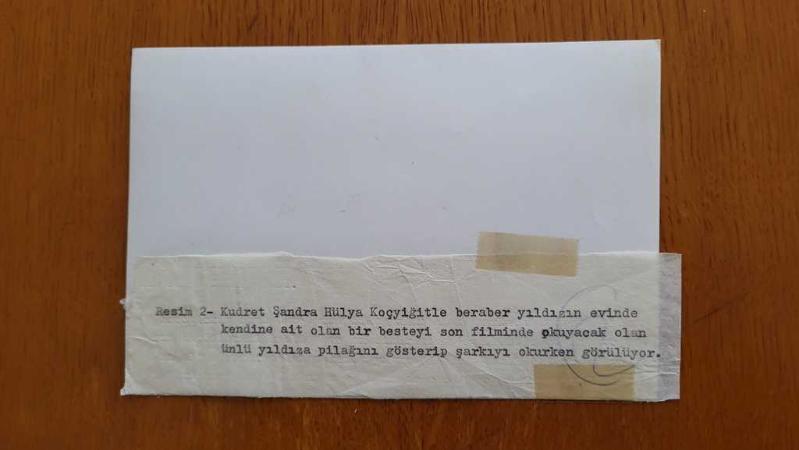 Resim 2- Kudret Şandra Hülya Koçyiğitle beraber yıldızın evinde
kendine ait olan bir besteyi son filminde okuyacak olan
ünlü yıldıza pilağını gösterip şarkıyı okurken görülüyor.